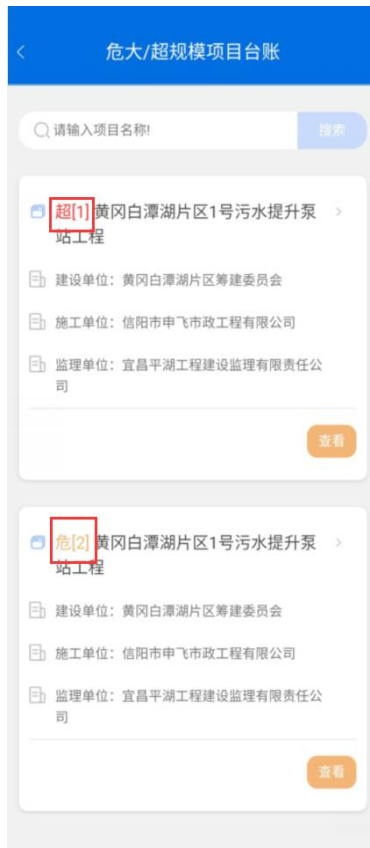 危大/超规模项目台账
请输入项目名称!
搜索
超[1] 黄冈白潭湖片区1号污水提升泵
站工程
建设单位：黄冈白潭湖片区筹建委员会
施工单位：信阳市申飞市政工程有限公司
监理单位：宜昌平湖工程建设监理有限责任公
司
查看
危[2] 黄冈白潭湖片区1号污水提升泵
站工程
建设单位：黄冈白潭湖片区筹建委员会
施工单位：信阳市申飞市政工程有限公司
监理单位：宜昌平湖工程建设监理有限责任公
司
查看